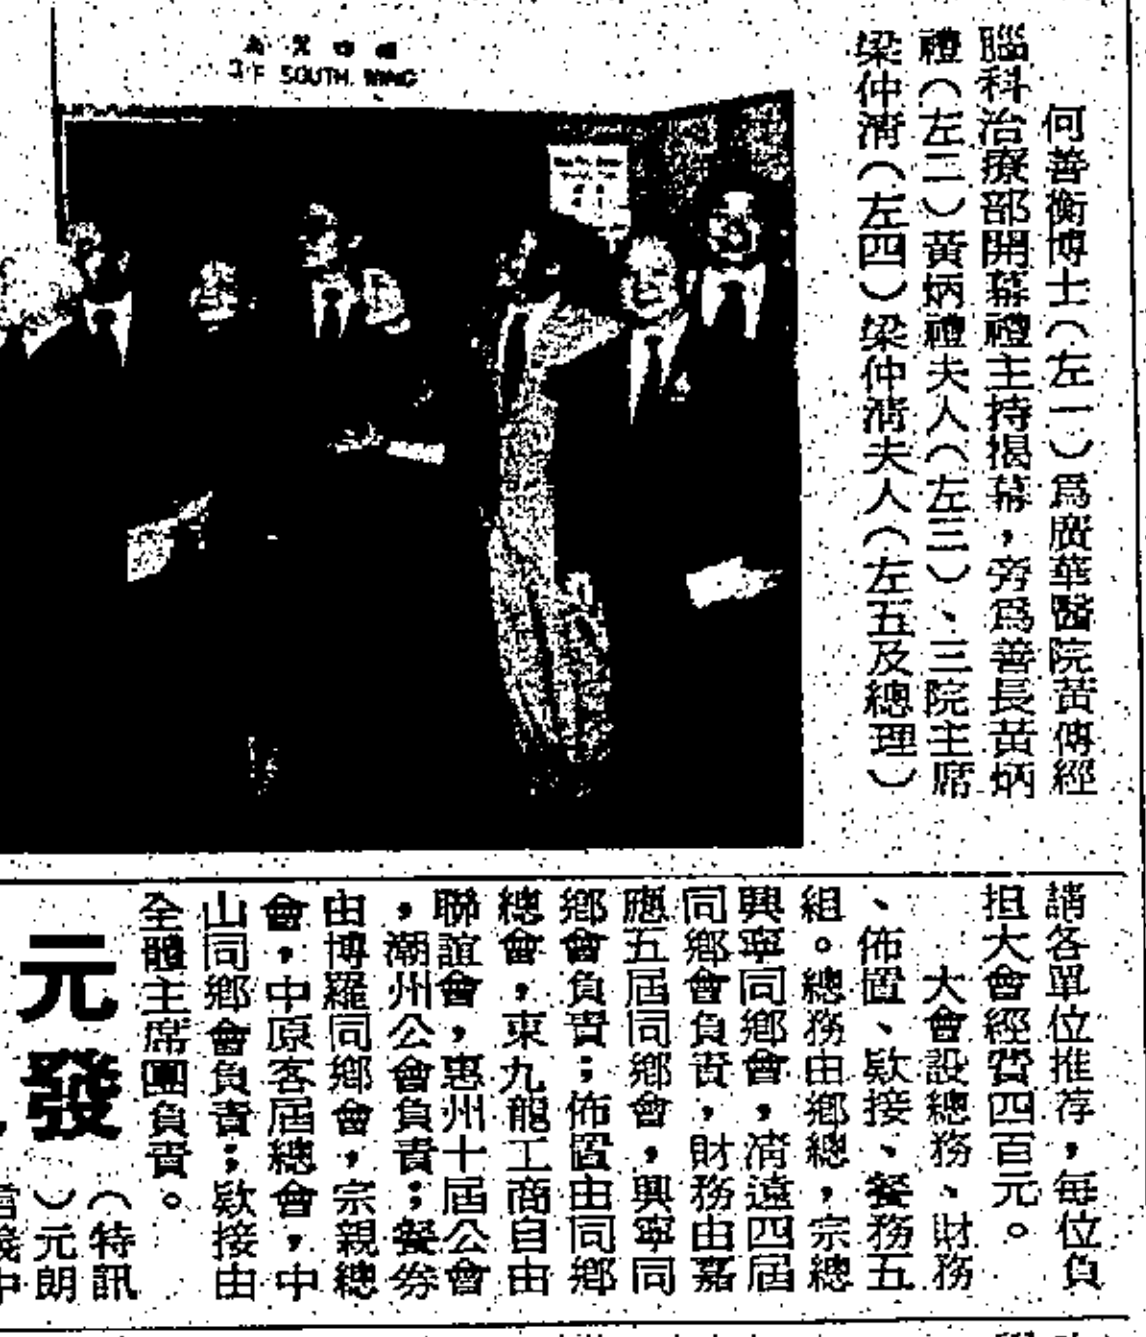 SOUTH WING
何善衡博士（左一）爲廣華醫院黃傅經
腦科治療部開幕禮主持揭幕，旁爲善長黃炳
禮（左二）黃炳禮夫人（左三）、三院主席
梁仲清（左四）梁仲清夫人（左五及總理）
請各單位推荐，每位負
担大會經費四百元。
大會設總務、財務
、佈置、欵接、餐務五
組。總務由鄉總，宗總
興寧同鄉會，清遠四屆
同鄉會負責，財務由嘉
應五屆同鄉會，興寧同
鄉會負責；佈置由同鄉
總會，東九龍工商自由
聯誼會，惠州十屆公會
，潮州公會負責；餐券
由博羅同鄉會，宗親總
會，中原客屆總會，中
山同鄉會負責；欵接由
全體主席團負責。
元發
（特訊
）元朗